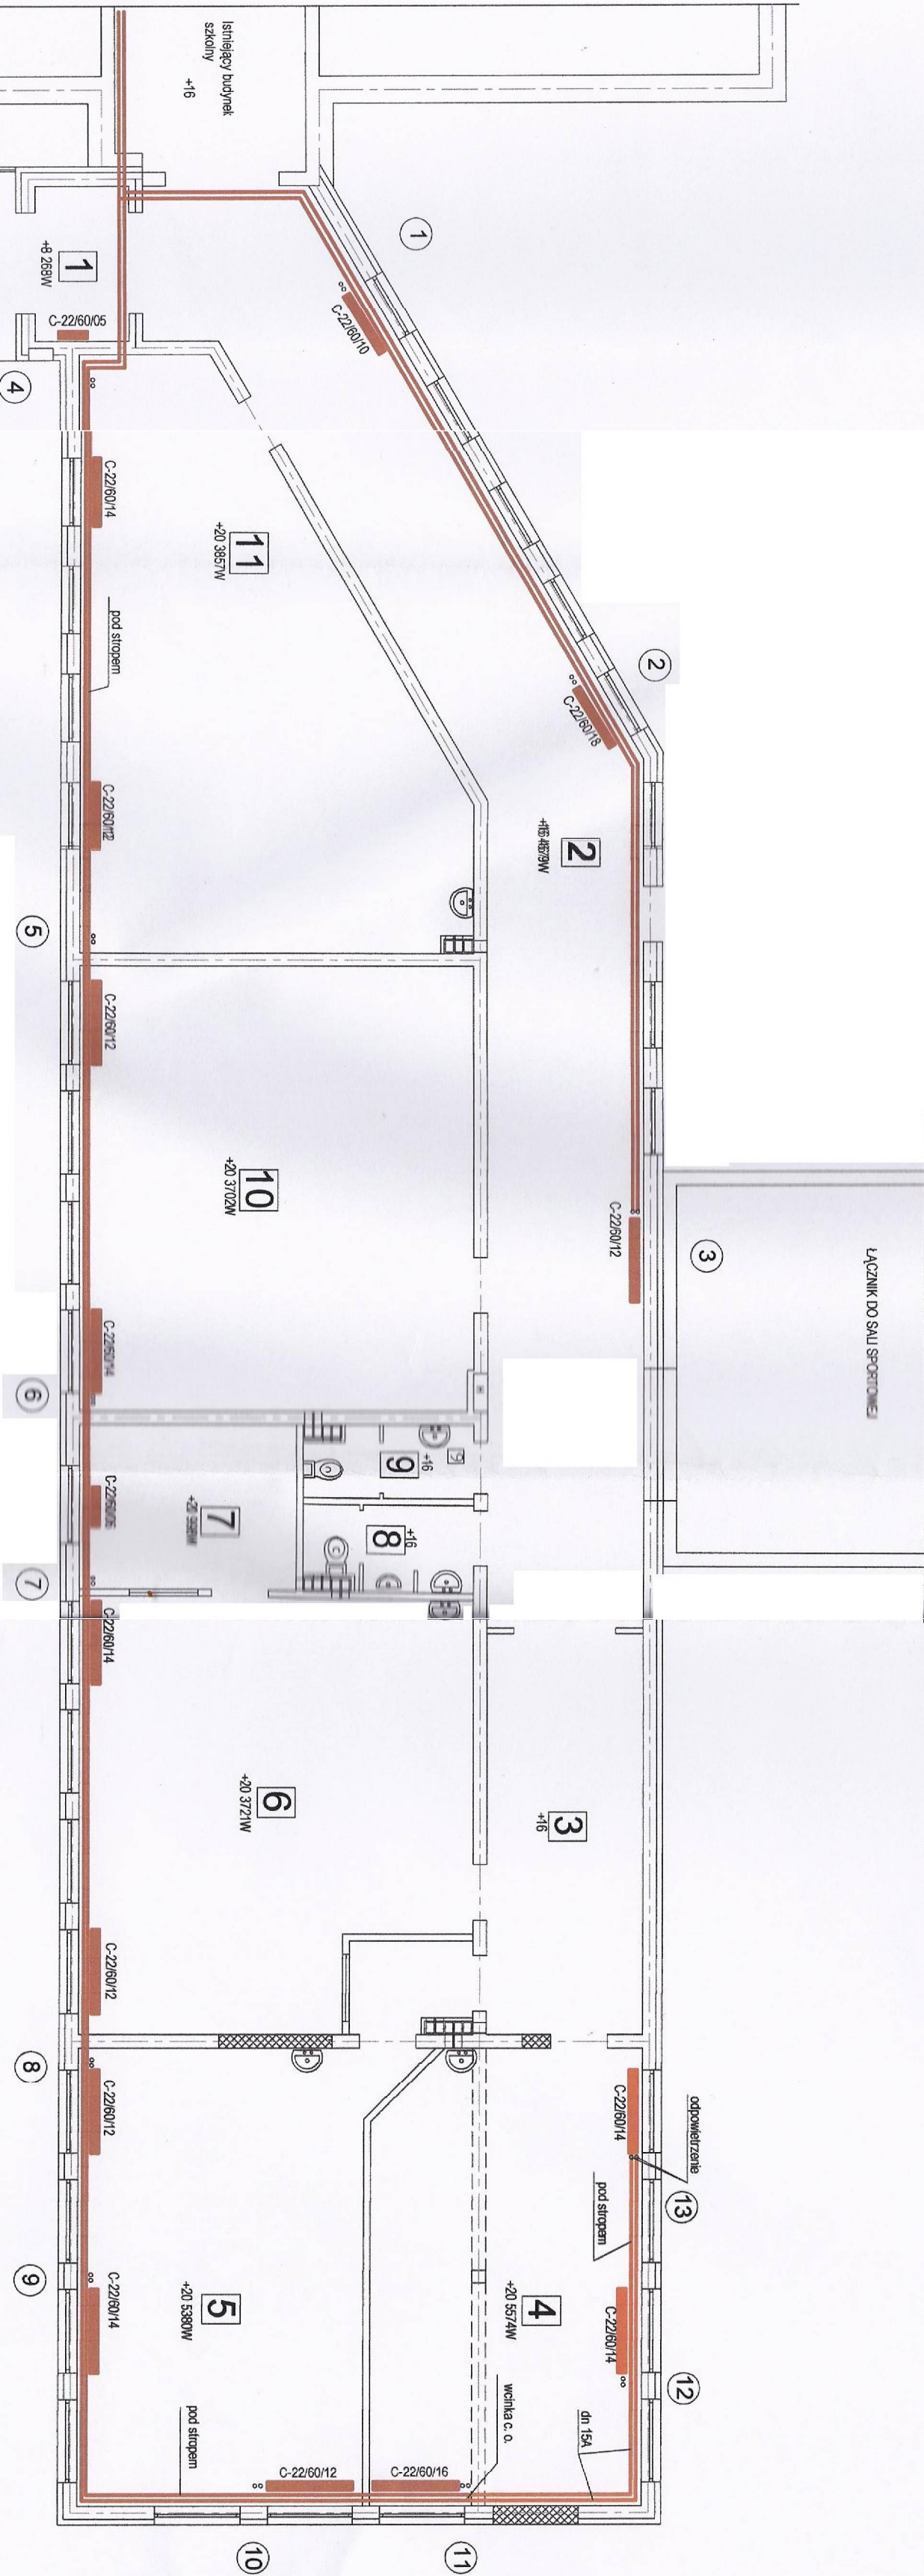 Istniejący budynek
szkolny
+16
1
1
+8 268W
C-22/60/05
C-22/60/10
4
C-22/60/14
11
+20 3857W
pod stropem
2
C-22/60/18
C-22/60/12
2
5
C-22/60/12
10
+20 3702W
C-22/60/12
3
ŁĄCZNIK DO SALI SPORTOWEJ
C-22/60/14
6
9
+16
9
7
8
+16
7
C-22/60/14
6
+20 3721W
3
+16
C-22/60/12
8
C-22/60/12
C-22/60/14
odpowietrzenie
13
pod stropem
9
C-22/60/14
5
+20 5380W
4
+20 5574W
C-22/60/14
12
pod stropem
wcinka c. o.
dn 15A
C-22/60/12
C-22/60/16
10
11